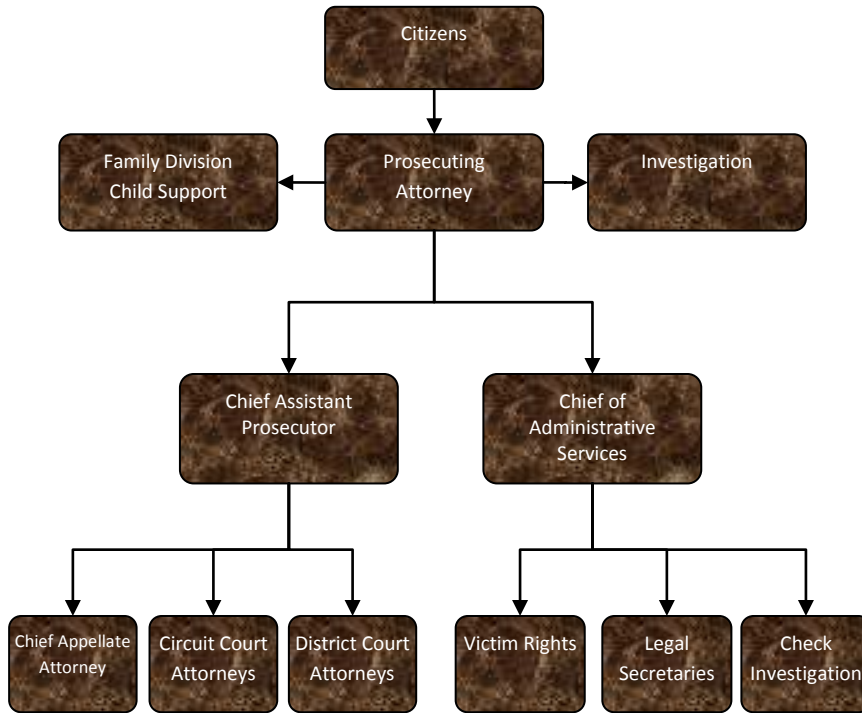 Citizens
Family Division
Child Support
Prosecuting
Attorney
Investigation
Chief Assistant
Prosecutor
Chief of
Administrative
Services
Chief Appellate
Attorney
Circuit Court
Attorneys
District Court
Attorneys
Victim Rights
Legal
Secretaries
Check
Investigation